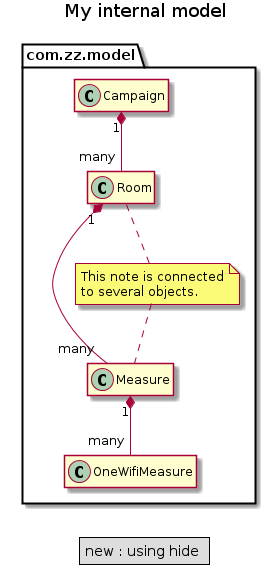 My internal model
com.zz.model
C Campaign
1
many
C Room
1
This note is connected
to several objects.
many
C Measure
1
many
C OneWifiMeasure
new : using hide